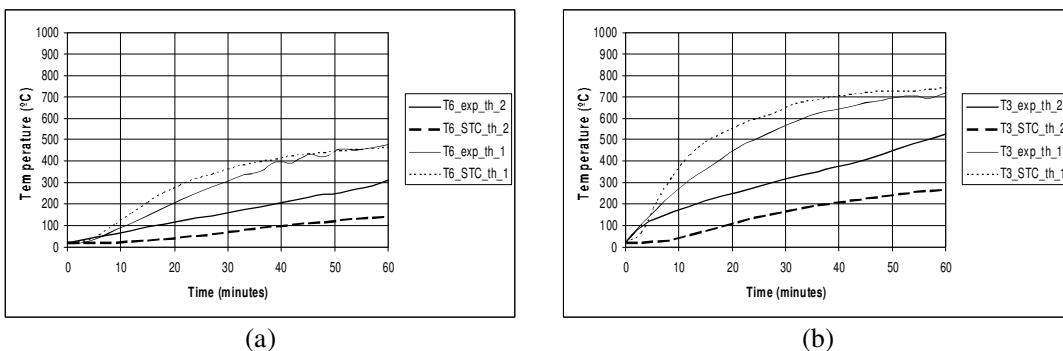 1000
900
800
700
600
500
400
300
200
100
0
Temperature (ºC)
0 10 20 30 40 50 60
Time (minutes)
T6_exp_th_2
T6_STC_th_2
T6_exp_th_1
T6_STC_th_1
(a)
1000
900
800
700
600
500
400
300
200
100
0
Temperature (ºC)
0 10 20 30 40 50 60
Time (minutes)
T3_exp_th_2
T3_STC_th_2
T3_exp_th_1
T3_STC_th_1
(b)